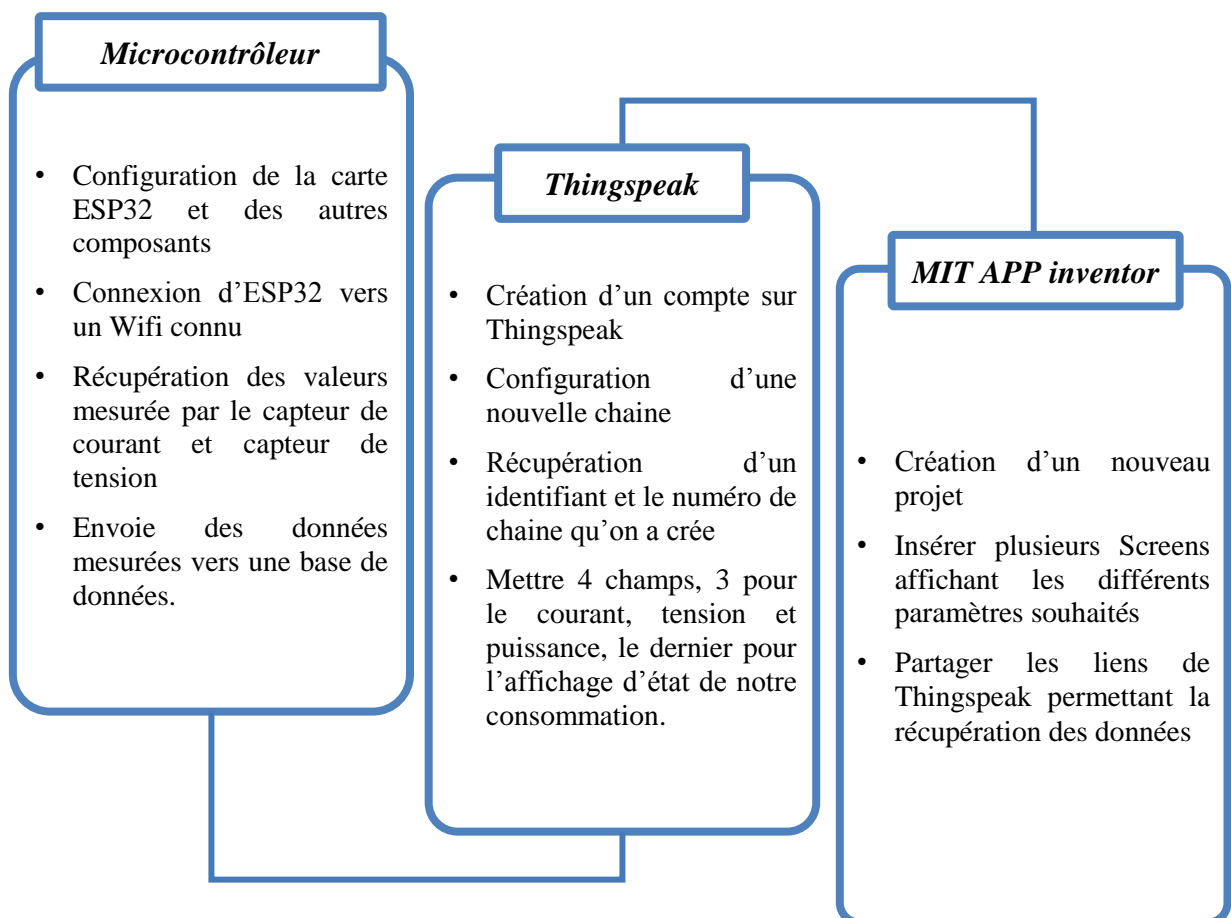 Microcontrôleur
• Configuration de la carte
ESP32 et des autres
composants
• Connexion d’ESP32 vers
un Wifi connu
• Récupération des valeurs
mesurée par le capteur de
courant et capteur de
tension
• Envoie des données
mesurées vers une base de
données.
Thingspeak
• Création d’un compte sur
Thingspeak
• Configuration d’une
nouvelle chaine
• Récupération d’un
identifiant et le numéro de
chaine qu’on a crée
• Mettre 4 champs, 3 pour
le courant, tension et
puissance, le dernier pour
l’affichage d’état de notre
consommation.
MIT APP inventor
• Création d’un nouveau
projet
• Insérer plusieurs Screens
affichant les différents
paramètres souhaités
• Partager les liens de
Thingspeak permettant la
récupération des données